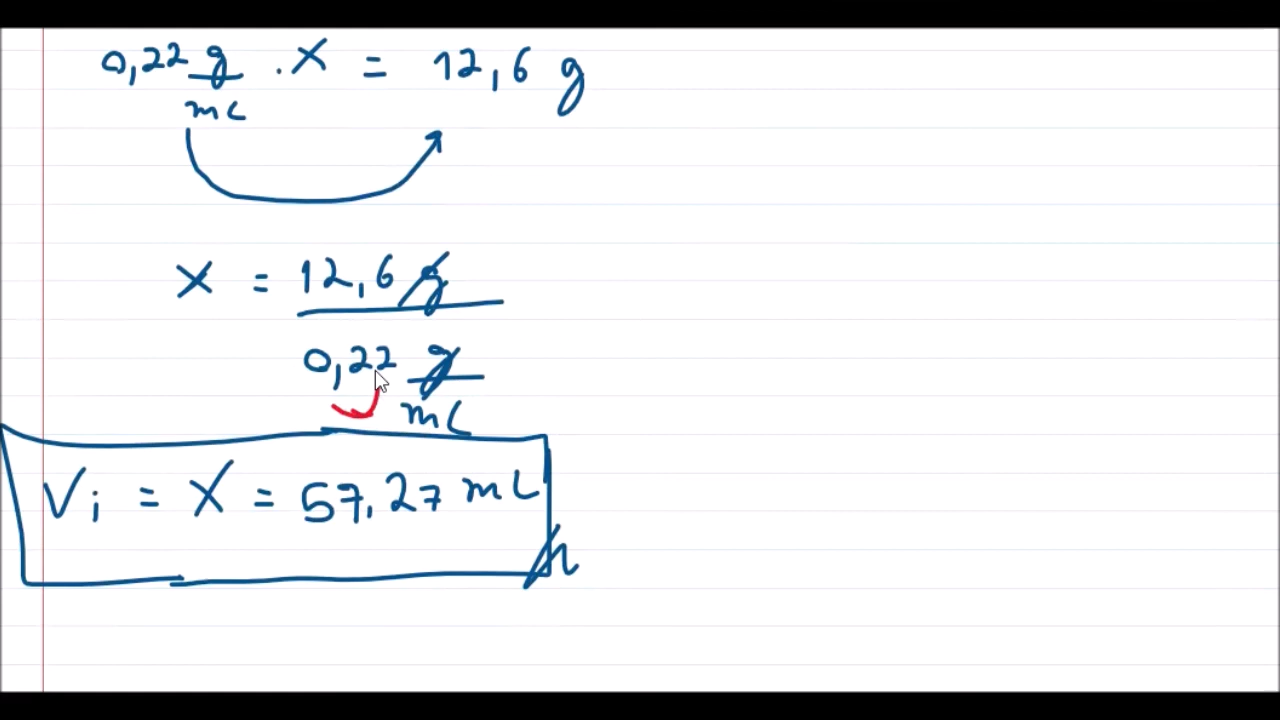 0,22 g . X = 12,6 g
mL
X = 12,6 g
0,22 g
mL
Vi = X = 57,27 mL